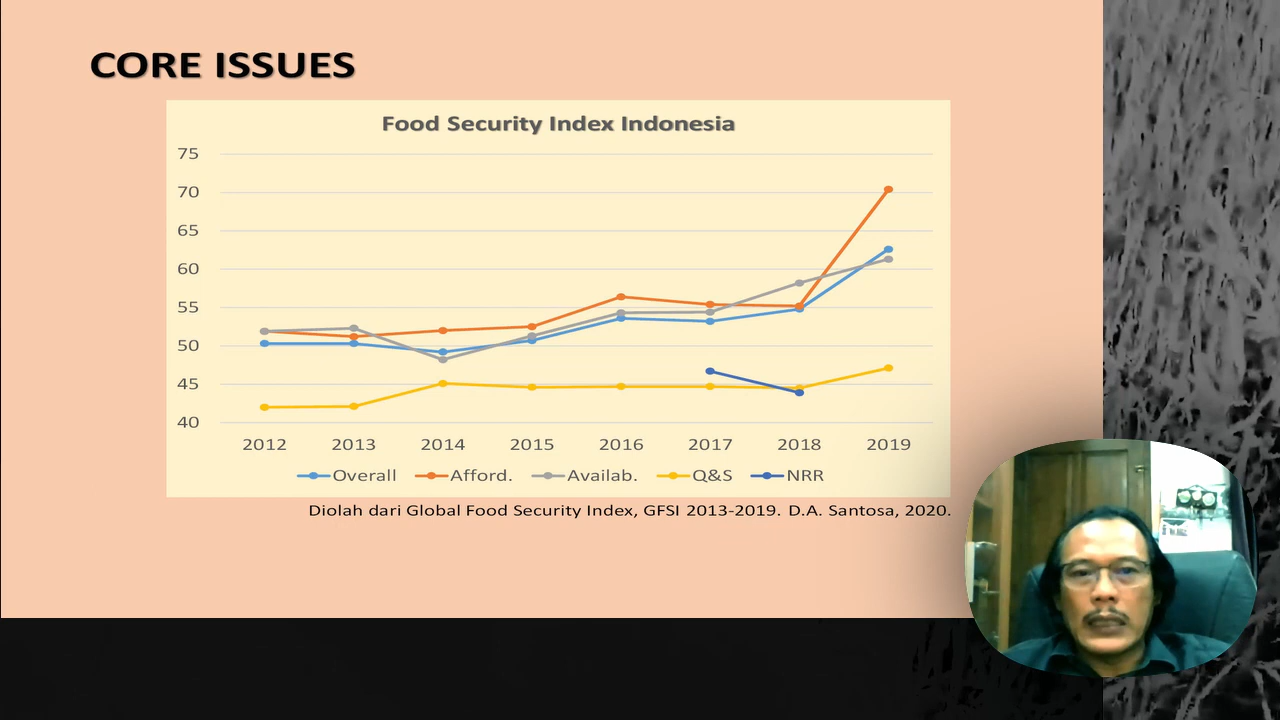 CORE ISSUES
Food Security Index Indonesia
75
70
65
60
55
50
45
40
2012 2013 2014 2015 2016 2017 2018 2019
Overall Afford. Availab. Q&S NRR
Diolah dari Global Food Security Index, GFSI 2013-2019. D.A. Santosa, 2020.